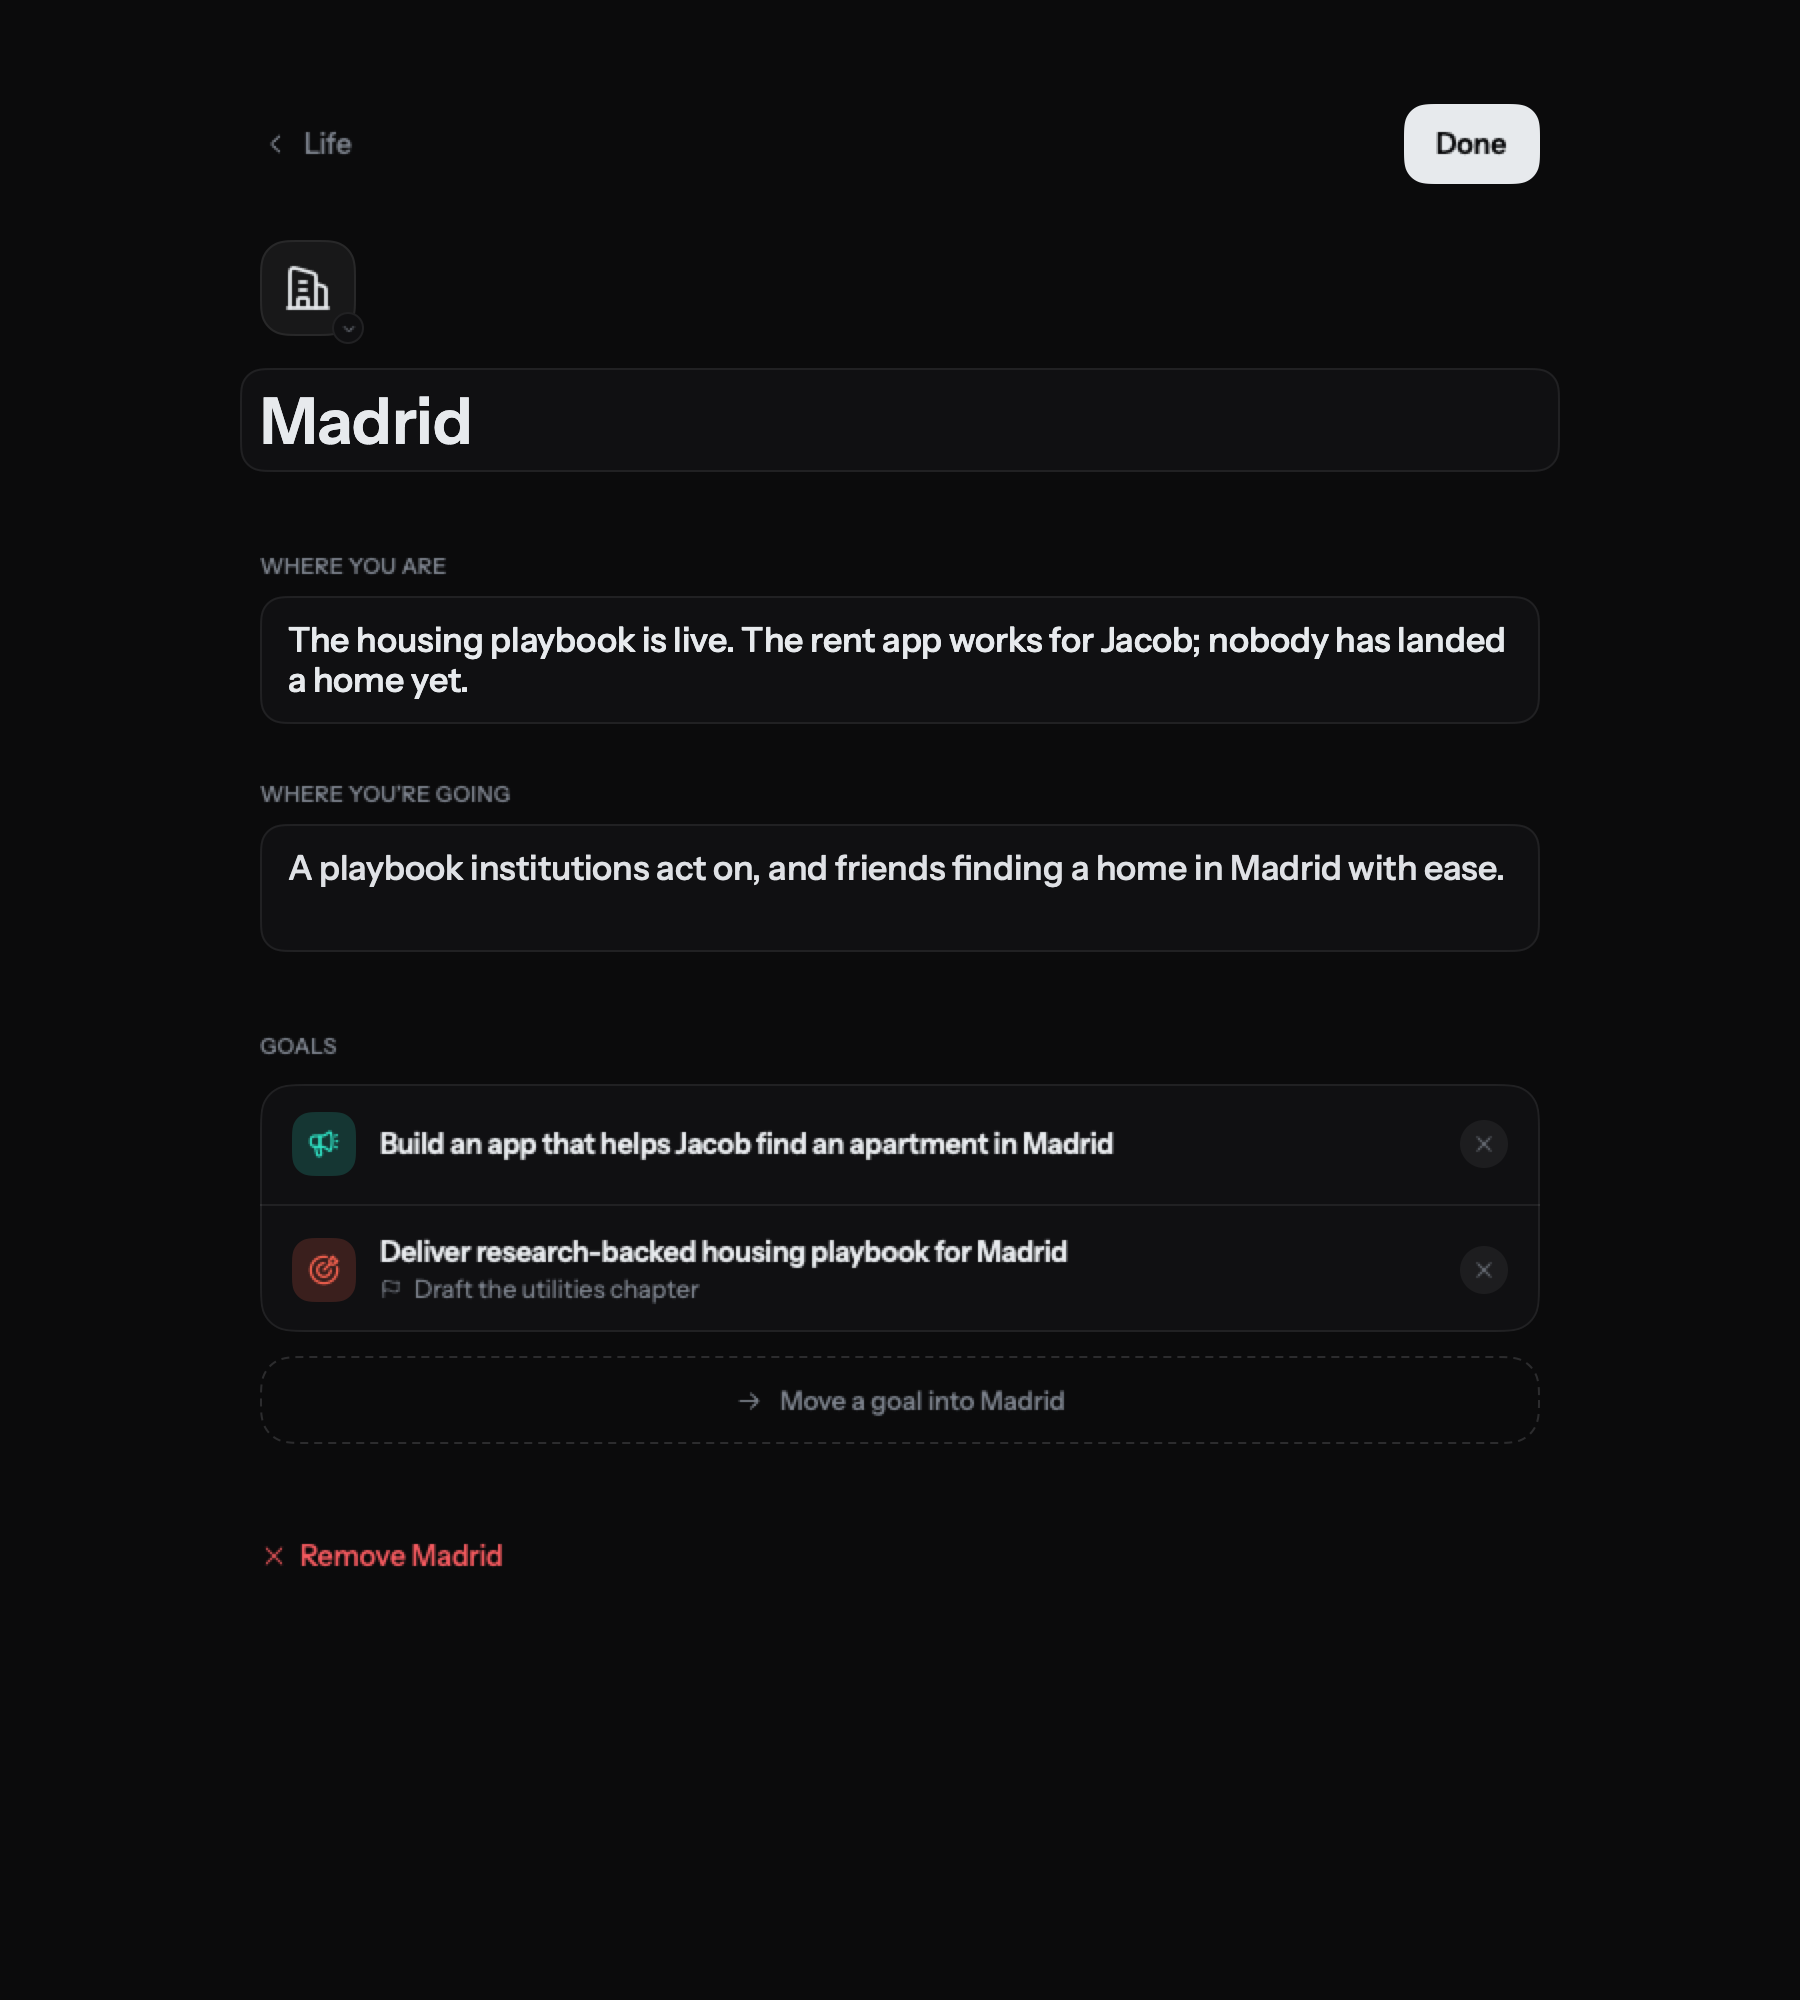 Life
Done
Madrid
WHERE YOU ARE
The housing playbook is live. The rent app works for Jacob; nobody has landed
a home yet.
WHERE YOU'RE GOING
A playbook institutions act on, and friends finding a home in Madrid with ease.
GOALS
Build an app that helps Jacob find an apartment in Madrid
Deliver research-backed housing playbook for Madrid
Draft the utilities chapter
Move a goal into Madrid
Remove Madrid